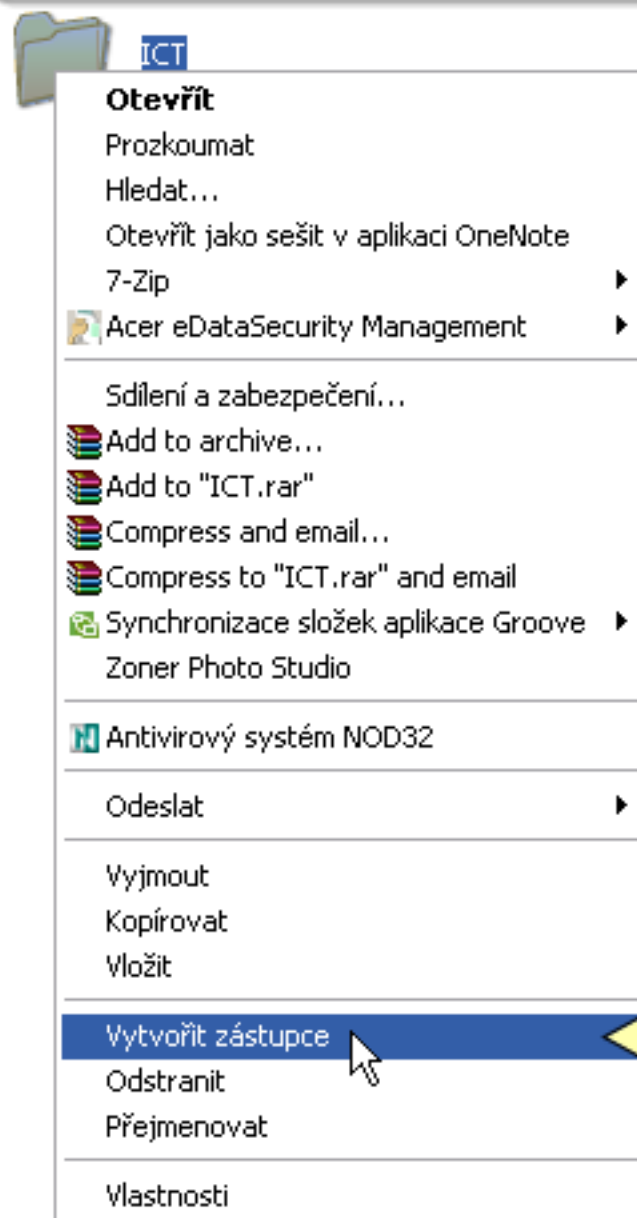 ICT
Otevřít
Prozkoumat
Hledat...
Otevřít jako sešit v aplikaci OneNote
7-Zip
Acer eDataSecurity Management
Sdílení a zabezpečení...
Add to archive...
Add to "ICT.rar"
Compress and email...
Compress to "ICT.rar" and email
Synchronizace složek aplikace Groove
Zoner Photo Studio
Antivirový systém NOD32
Odeslat
Vyjmout
Kopírovat
Vložit
Vytvořit zástupce
Odstranit
Přejmenovat
Vlastnosti